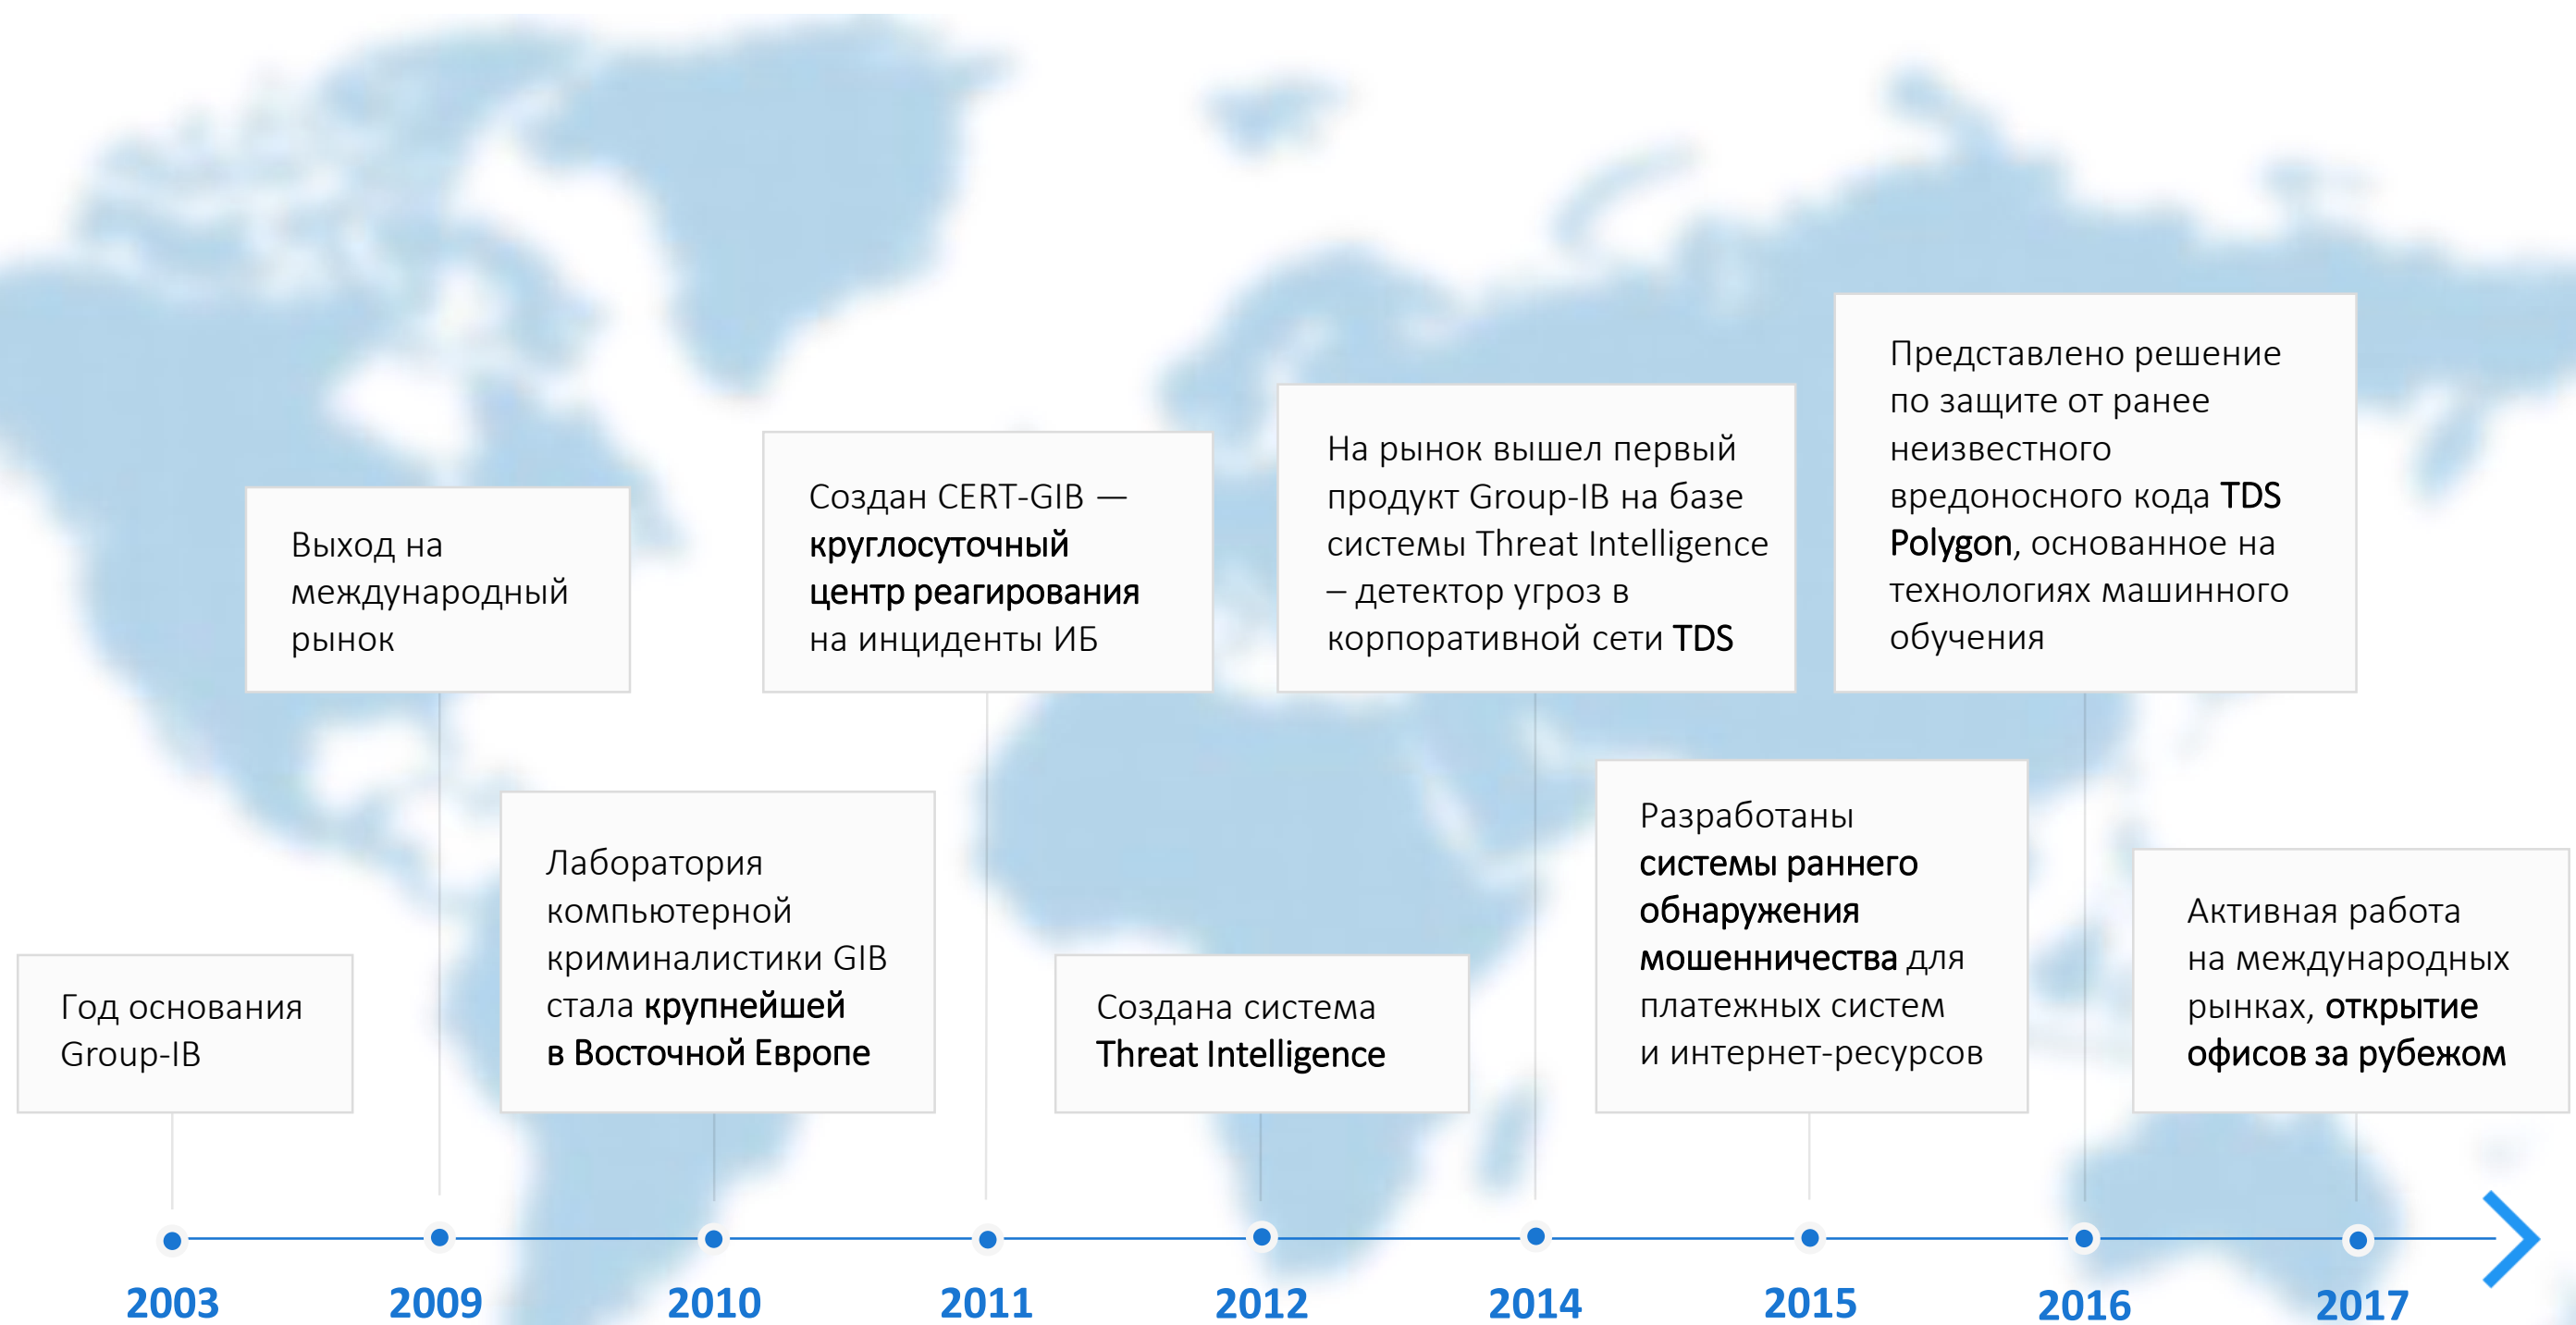 Год основания
Group-IB
Выход на
международный
рынок
Лаборатория
компьютерной
криминалистики GIB
стала крупнейшей
в Восточной Европе
Создан CERT-GIB —
круглосуточный
центр реагирования
на инциденты ИБ
Создана система
Threat Intelligence
На рынок вышел первый
продукт Group-IB на базе
системы Threat Intelligence
– детектор угроз в
корпоративной сети TDS
Разработаны
системы раннего
обнаружения
мошенничества для
платежных систем
и интернет-ресурсов
Представлено решение
по защите от ранее
неизвестного
вредоносного кода TDS
Polygon, основанное на
технологиях машинного
обучения
Активная работа
на международных
рынках, открытие
офисов за рубежом
2003
2009
2010
2011
2012
2014
2015
2016
2017